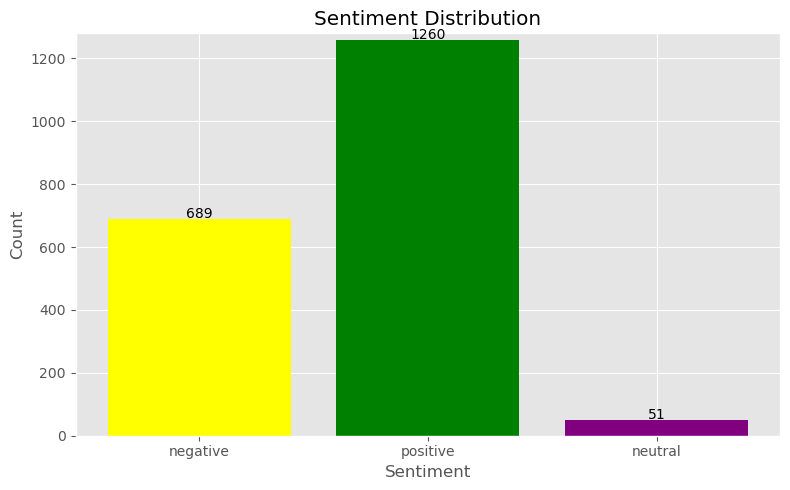 Sentiment Distribution
1260
1200
1000
800
689
600
400
200
51
0
negative positive neutral
Count
Sentiment